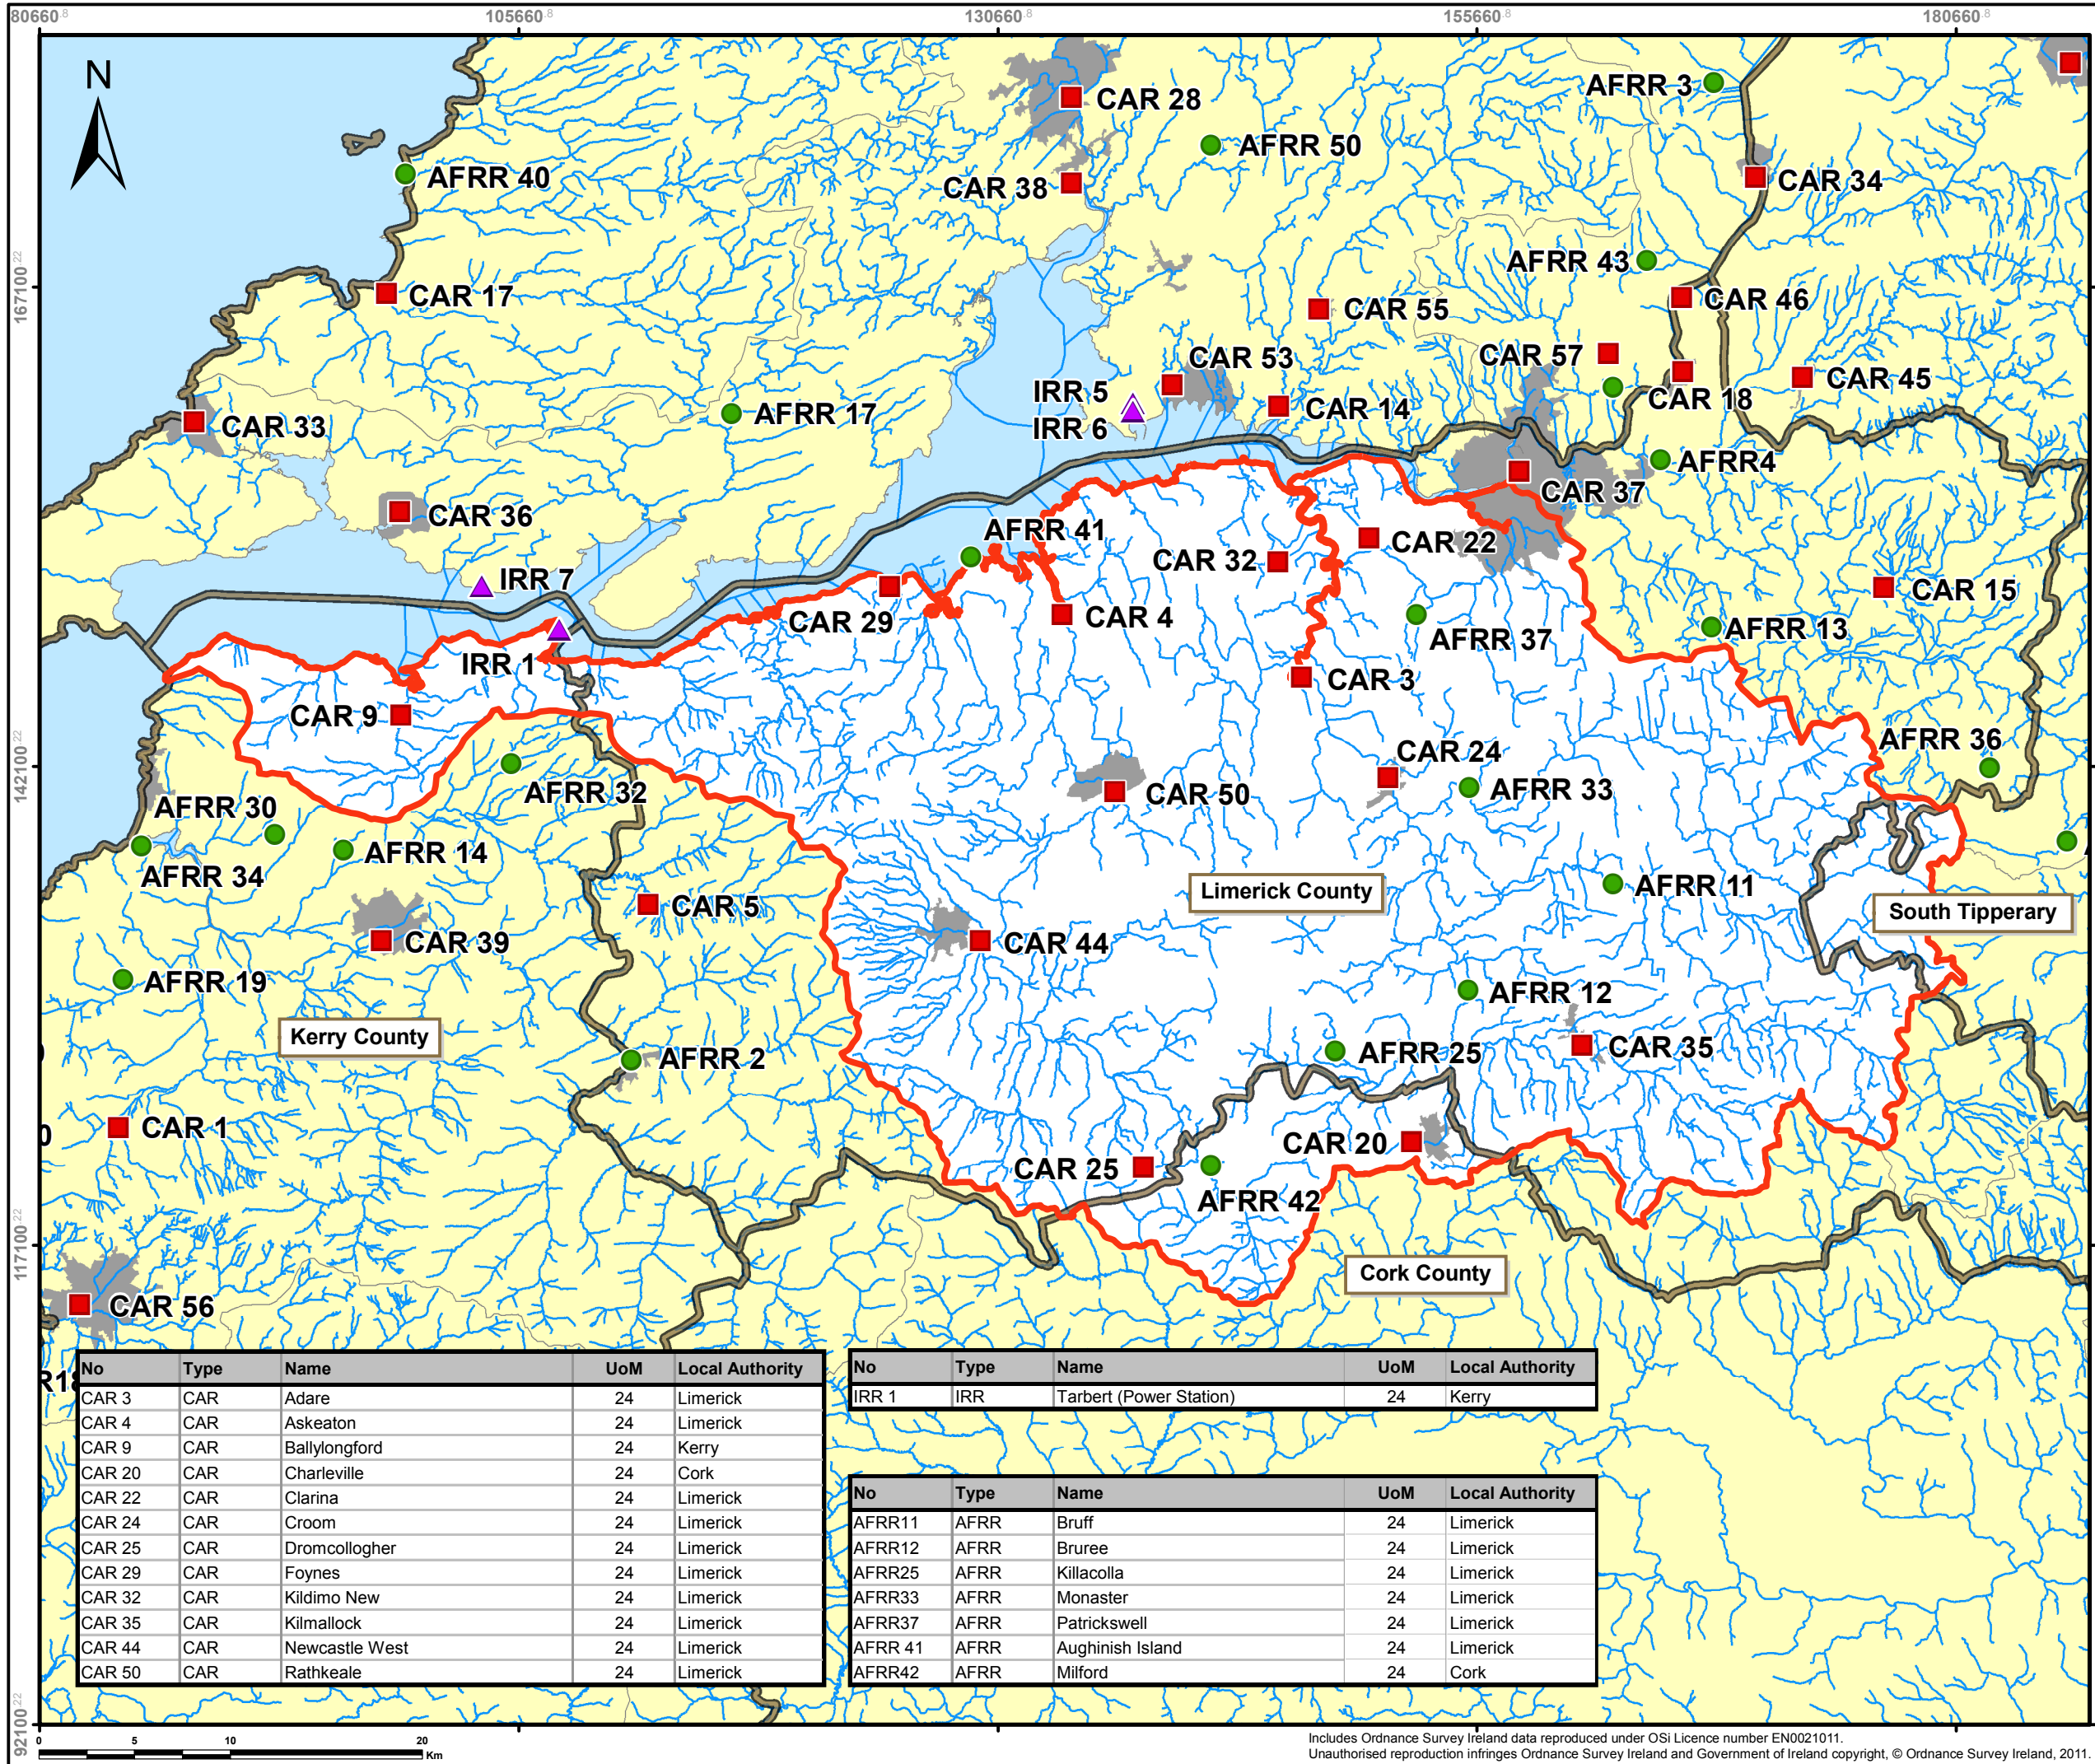 80660.8 105660.8 130660.8 155660.8 180660.8
N
AFRR 3
CAR 28
AFRR 50
AFRR 40
CAR 38
CAR 34
AFRR 43
167100.22
CAR 17
CAR 46
CAR 55
CAR 57
CAR 53
CAR 45
IRR 5
CAR 18
AFRR 17
CAR 14
IRR 6
CAR 33
AFRR4
CAR 37
CAR 36
AFRR 41
CAR 22
CAR 32
IRR 7
CAR 15
CAR 29
CAR 4
AFRR 13
AFRR 37
IRR 1
CAR 3
CAR 9
AFRR 36
142100.22
CAR 24
AFRR 33
AFRR 32
CAR 50
AFRR 30
AFRR 14
AFRR 34
A
AFRR 11
Limerick County
CAR 5
South Tipperary
CAR 39
CAR 44
AFRR 19
AFRR 12
Kerry County
CAR 35
AFRR 25
AFRR 2
CAR 1
0
CAR 20
CAR 25
AFRR 42
117100.22
Cork County
CAR 56
R18
No Type Name UoM Local Authority
CAR 3 CAR Adare 24 Limerick
CAR 4 CAR Askeaton 24 Limerick
CAR 9 CAR Ballylongford 24 Kerry
CAR 20 CAR Charleville 24 Cork
CAR 22 CAR Clarina 24 Limerick
CAR 24 CAR Croom 24 Limerick
CAR 25 CAR Dromcollogher 24 Limerick
CAR 29 CAR Foynes 24 Limerick
CAR 32 CAR Kildimo New 24 Limerick
CAR 35 CAR Kilmallock 24 Limerick
CAR 44 CAR Newcastle West 24 Limerick
CAR 50 CAR Rathkeale 24 Limerick
No Type Name UoM Local Authority
IRR 1 IRR Tarbert (Power Station) 24 Kerry
No Type Name UoM Local Authority
AFRR11 AFRR Bruff 24 Limerick
AFRR12 AFRR Bruree 24 Limerick
AFRR25 AFRR Killacolla 24 Limerick
AFRR33 AFRR Monaster 24 Limerick
AFRR37 AFRR Patrickswell 24 Limerick
AFRR 41 AFRR Aughinish Island 24 Limerick
AFRR42 AFRR Milford 24 Cork
92100.22
0 5 10 20
Km
Includes Ordnance Survey Ireland data reproduced under OSi Licence number EN0021011.
Unauthorised reproduction infringes Ordnance Survey Ireland and Government of Ireland copyright, © Ordnance Survey Ireland, 2011.